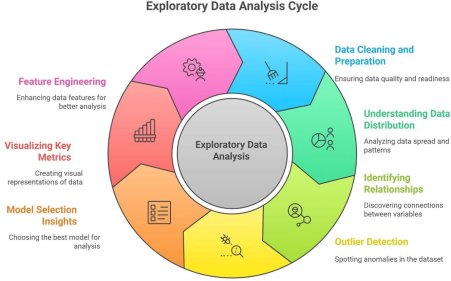 Exploratory Data Analysis Cycle
Data Cleaning and
Preparation
Ensuring data quality and readiness
Understanding Data
Distribution
Analyzing data spread and
patterns
Identifying
Relationships
Discovering connections
between variables
Outlier Detection
Spotting anomalies in the dataset
Model Selection
Insights
Choosing the best model for
analysis
Visualizing Key
Metrics
Creating visual
representations of data
Feature Engineering
Enhancing data features for
better analysis
Exploratory Data
Analysis